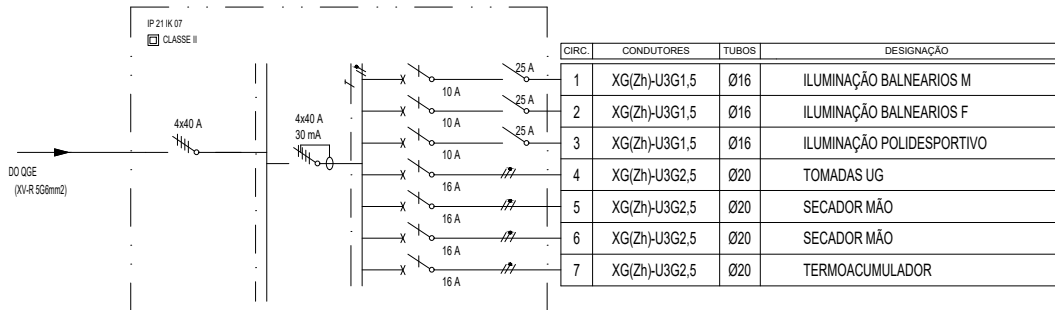 IP 21 IK 07
CLASSE II
4x40 A
DO QGE
(XV-R 5G6mm2)
4x40 A
30 mA
10 A
25 A
10 A
25 A
10 A
25 A
16 A
16 A
16 A
16 A
CIRC. CONDUTORES TUBOS DESIGNAÇÃO
1 XG(Zh)-U3G1,5 Ø16 ILUMINAÇÃO BALNEARIOS M
2 XG(Zh)-U3G1,5 Ø16 ILUMINAÇÃO BALNEARIOS F
3 XG(Zh)-U3G1,5 Ø16 ILUMINAÇÃO POLIDESPORTIVO
4 XG(Zh)-U3G2,5 Ø20 TOMADAS UG
5 XG(Zh)-U3G2,5 Ø20 SECADOR MÃO
6 XG(Zh)-U3G2,5 Ø20 SECADOR MÃO
7 XG(Zh)-U3G2,5 Ø20 TERMOACUMULADOR